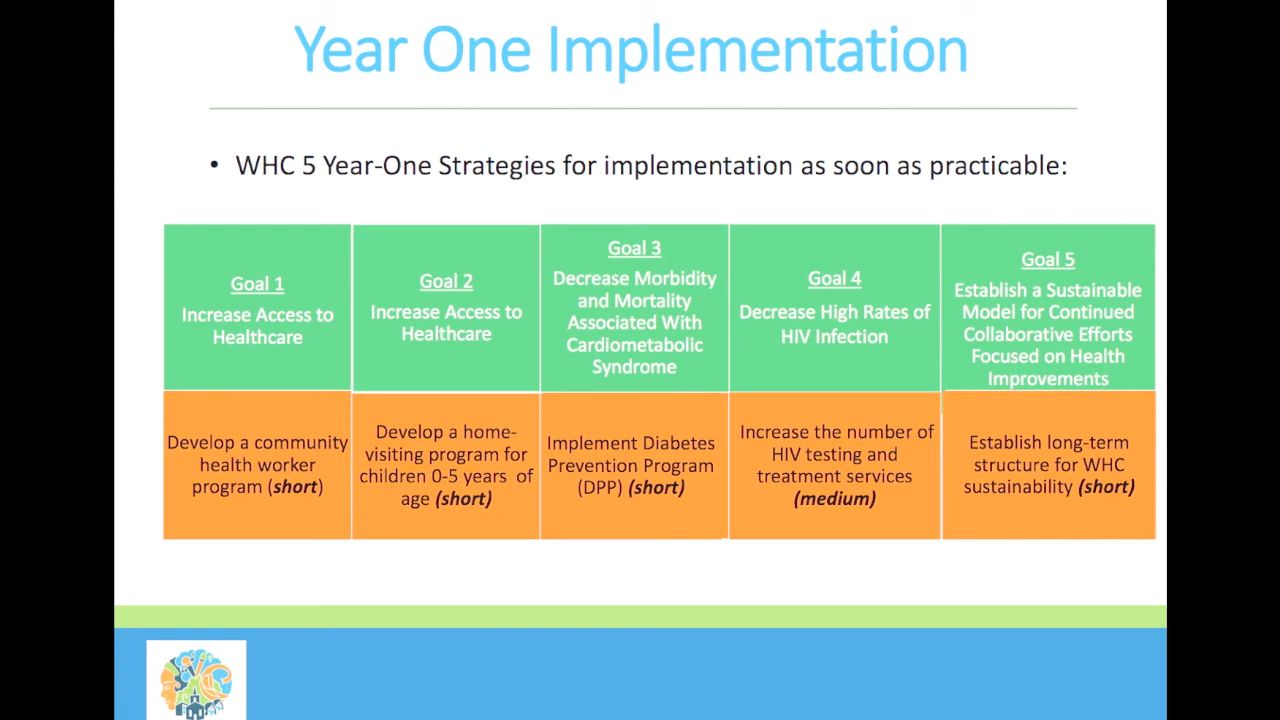 Year One Implementation
• WHC 5 Year-One Strategies for implementation as soon as practicable:
Goal 1
Increase Access to
Healthcare
Goal 2
Increase Access to
Healthcare
Goal 3
Decrease Morbidity
and Mortality
Associated With
Cardiometabolic
Syndrome
Goal 4
Decrease High Rates of
HIV Infection
Goal 5
Establish a Sustainable
Model for Continued
Collaborative Efforts
Focused on Health
Improvements
Develop a community
health worker
program (short)
Develop a home-
visiting program for
children 0-5 years of
age (short)
Implement Diabetes
Prevention Program
(DPP) (short)
Increase the number of
HIV testing and
treatment services
(medium)
Establish long-term
structure for WHC
sustainability (short)